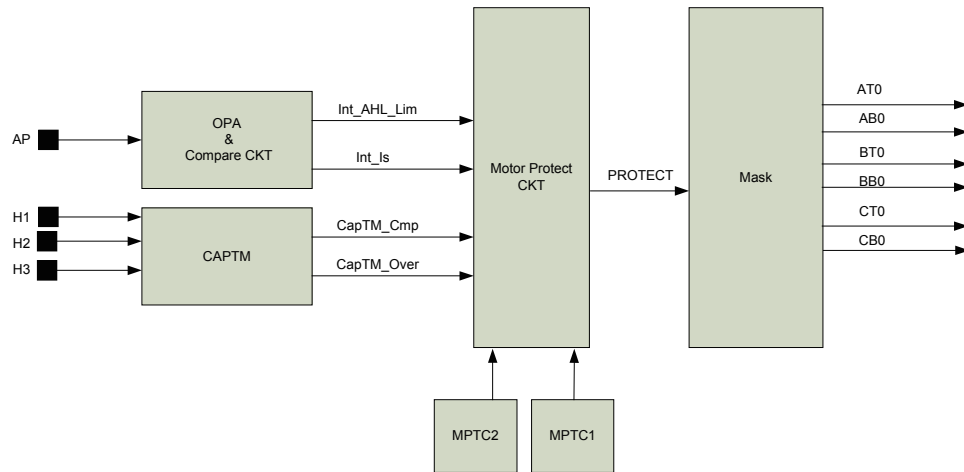 AP
OPA
&
Compare CKT
Int_AHL_Lim
Int_Is
H1
H2
H3
CAPTM
CapTM_Cmp
CapTM_Over
Motor Protect
CKT
PROTECT
Mask
AT0
AB0
BT0
BB0
CT0
CB0
MPTC2
MPTC1